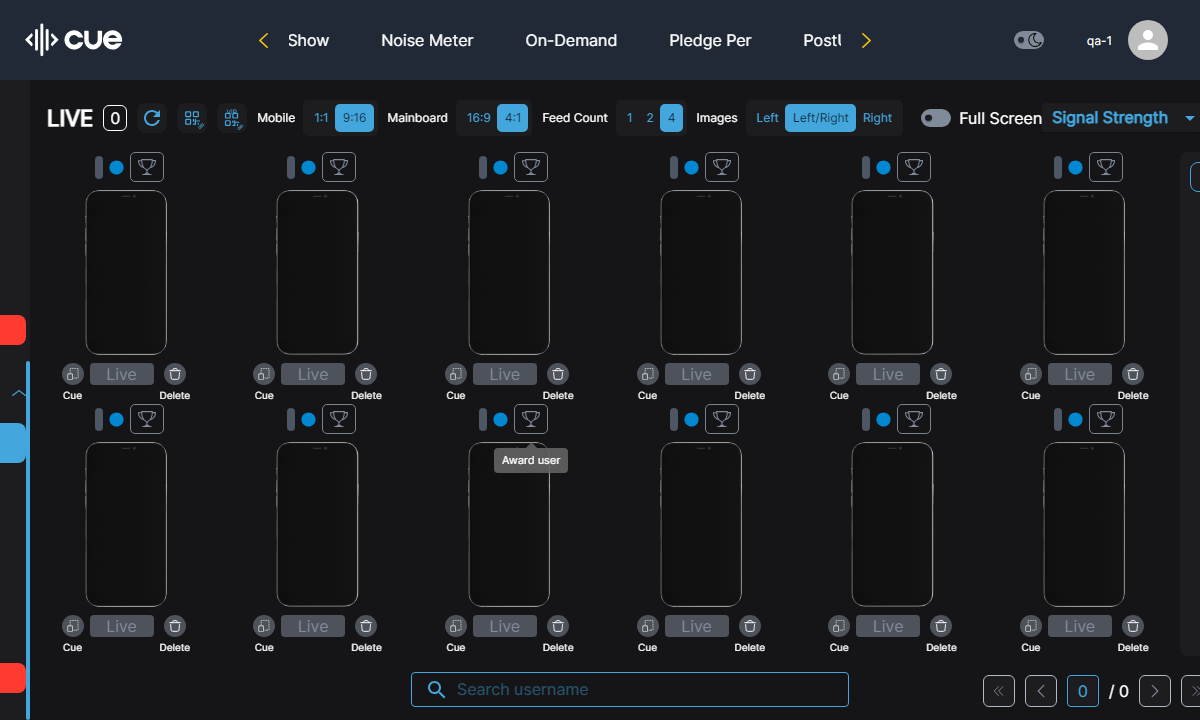 cue
Show Noise Meter On-Demand Pledge Per
qa-1
LIVE 0 Mobile 1:1 9:16 Mainboard 16:9 4:1 Feed Count 1 2 4 Images Left Left/Right Right Full Screen Signal Strength
Live Live Live Live Live Live
Cue Delete Cue Delete Cue Delete Cue Delete Cue Delete Cue Delete
Award user
Live Live Live Live Live Live
Cue Delete Cue Delete Cue Delete Cue Delete Cue Delete Cue Delete
Search username
0 / 0